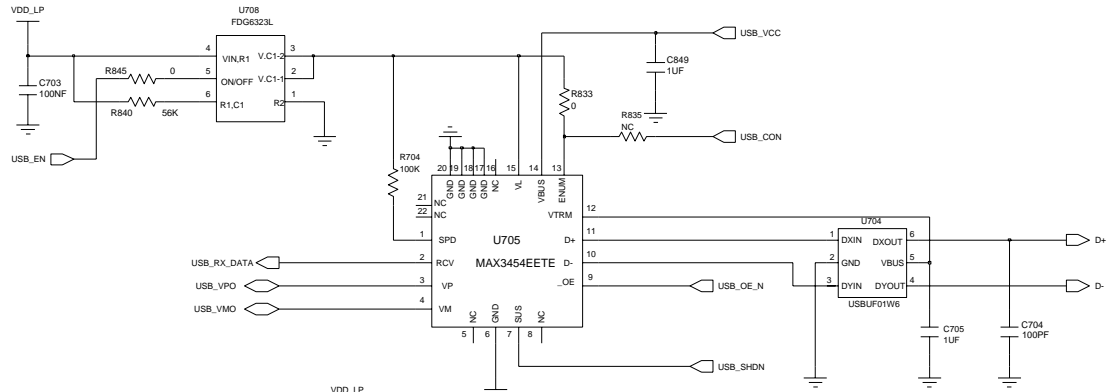 VDD_LP
U708
FDG6323L
4 VIN,R1 V.C1-2 3
R845 0 5 ON/OFF V.C1-1 2
R840 56K 6 R1,C1 R2 1
C703
100NF
USB_EN
USB_VCC
C849
1UF
R833
0
R835
NC
USB_CON
R704
100K
20 19 18 17 16 15 14 13
GND GND GND GND NC VL VBUS ENUM
21 NC
22 NC
VTRM 12
1 SPD
U705
D+ 11
USB_RX_DATA 2 RCV
MAX3454EETE
D- 10
USB_VPO 3 VP
_OE 9 USB_OE_N
USB_VMO 4 VM
NC GND SUS NC
5 6 7 8
USB_SHDN
U704
1 DXIN DXOUT 6 D+
2 GND VBUS 5
3 DYIN DYOUT 4 D-
USBUF01W6
C705
1UF
C704
100PF
VDD_LP